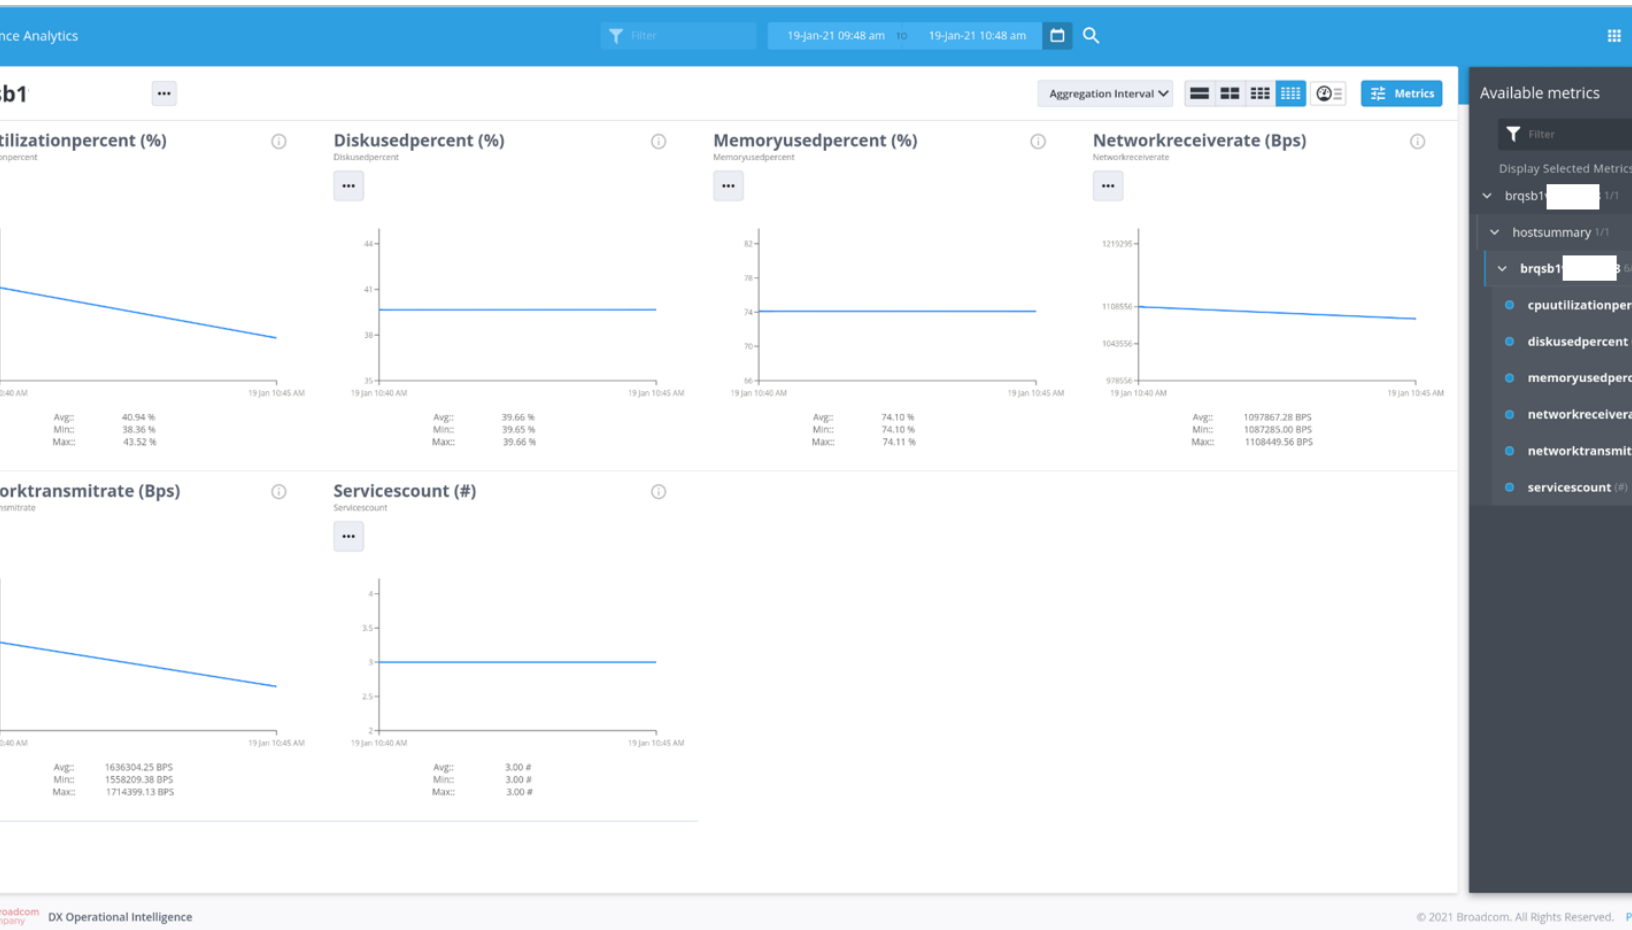 nce Analytics
Filter
19-Jan-21 09:48 am to 19-Jan-21 10:48 am
sb1
Aggregation Interval
Metrics
tilizationpercent (%)
onpercent
0:40 AM
19 Jan 10:45 AM
Avg:: 40.94 %
Min:: 38.36 %
Max:: 43.52 %
Diskusedpercent (%)
Diskusedpercent
44
41
38
35
19 Jan 10:40 AM
19 Jan 10:45 AM
Avg:: 39.66 %
Min:: 39.65 %
Max:: 39.66 %
Memoryusedpercent (%)
Memoryusedpercent
82
78
74
70
66
19 Jan 10:40 AM
19 Jan 10:45 AM
Avg:: 74.10 %
Min:: 74.10 %
Max:: 74.11 %
Networkreceiverate (Bps)
Networkreceiverate
1219295
1108556
1043556
978556
19 Jan 10:40 AM
19 Jan 10:45 AM
Avg:: 1097867.28 BPS
Min:: 1087285.00 BPS
Max:: 1108449.56 BPS
orktransmitrate (Bps)
nsmitrate
0:40 AM
19 Jan 10:45 AM
Avg:: 1636304.25 BPS
Min:: 1558209.38 BPS
Max:: 1714399.13 BPS
Servicescount (#)
Servicescount
4
3.5
3
2.5
2
19 Jan 10:40 AM
19 Jan 10:45 AM
Avg:: 3.00 #
Min:: 3.00 #
Max:: 3.00 #
Available metrics
Filter
Display Selected Metrics
brqsb1 1/1
hostsummary 1/1
brqsb1 8 6
cpuutilizationper
diskusedpercent
memoryusedperc
networkreceivera
networktransmit
servicescount (#)
roadcom
mpany
DX Operational Intelligence
© 2021 Broadcom. All Rights Reserved. P